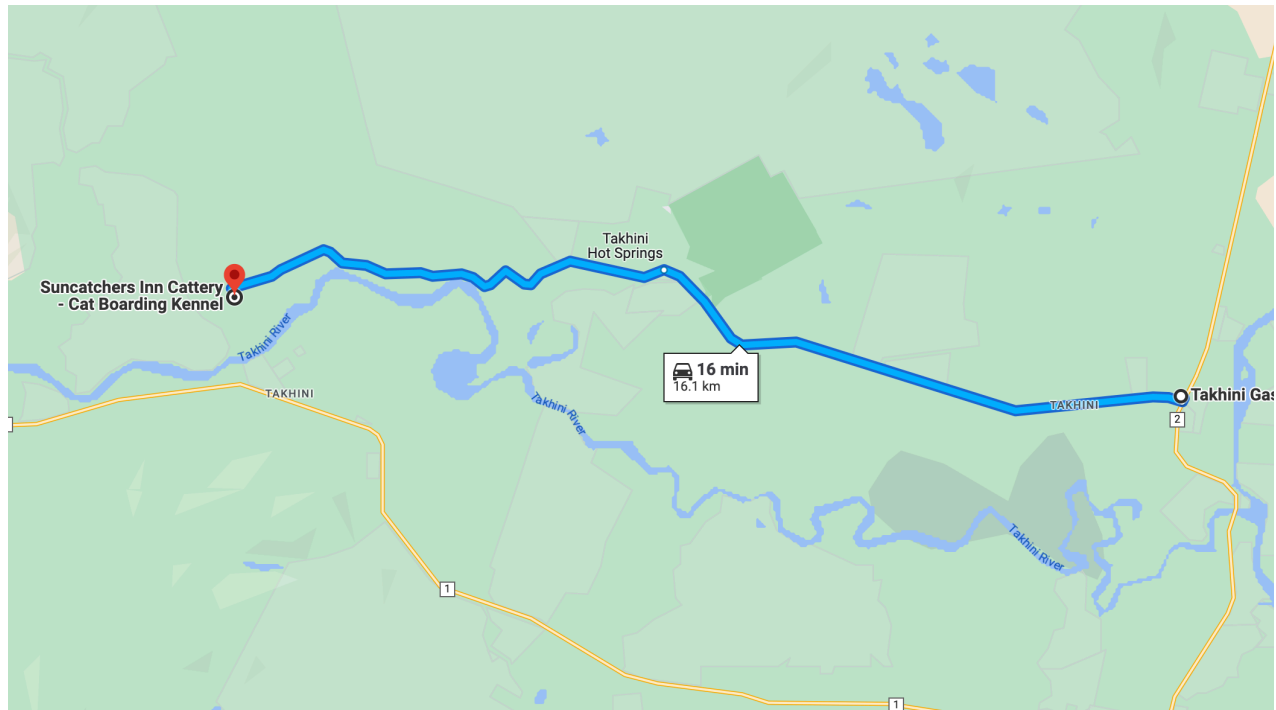 Takhini
Hot Springs
Suncatchers Inn Cattery
- Cat Boarding Kennel
Takhini River
TAKHINI
16 min
16.1 km
Takhini River
TAKHINI
Takhini Gas
2
Takhini River
1
1